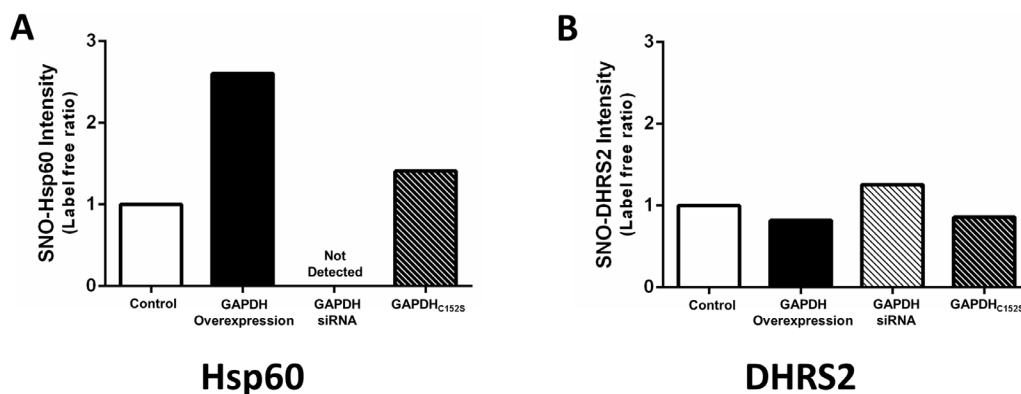 A
SNO-Hsp60 Intensity
(Label free ratio)
3
2
1
0
Not
Detected
Control
GAPDH
Overexpression
GAPDH
siRNA
GAPDHC152S
Hsp60
B
SNO-DHRS2 Intensity
(Label free ratio)
3
2
1
0
Control
GAPDH
Overexpression
GAPDH
siRNA
GAPDHC152S
DHRS2